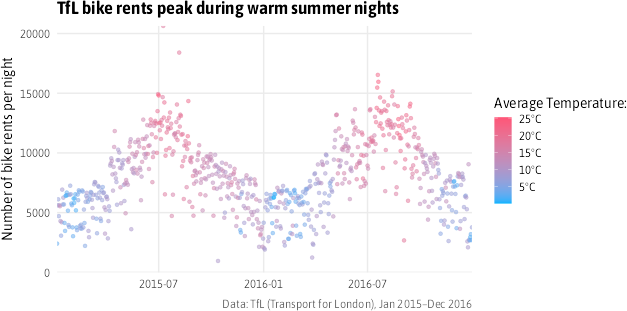 TfL bike rents peak during warm summer nights
Number of bike rents per night
20000
15000
10000
5000
0
2015-07
2016-01
2016-07
Average Temperature:
25°C
20°C
15°C
10°C
5°C
Data: TfL (Transport for London), Jan 2015–Dec 2016